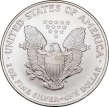 UNITED STATES OF AMERICA
1 OZ. FINE SILVER~ONE DOLLAR